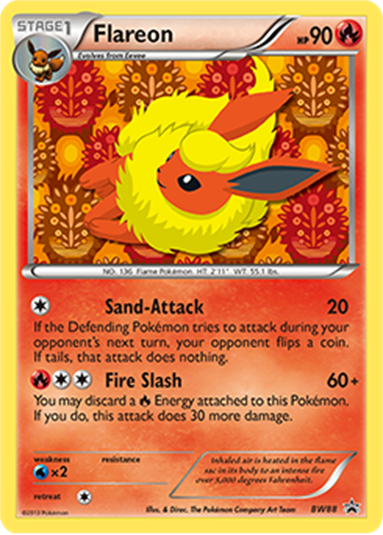 STAGE1 Flareon HP90
Evolves from Eevee
NO. 136 Flame Pokémon. HT: 2'11" WT: 55.1 lbs.
Sand-Attack 20
If the Defending Pokémon tries to attack during your
opponent's next turn, your opponent flips a coin.
If tails, that attack does nothing.
Fire Slash 60+
You may discard a Energy attached to this Pokémon.
If you do, this attack does 30 more damage.
weakness resistance
×2
retreat
Inhaled air is heated in the flame
sac in its body to an intense fire
over 3,000 degrees Fahrenheit.
©2013 Pokémon
Illus. & Direc. The Pokémon Company Art Team BW88